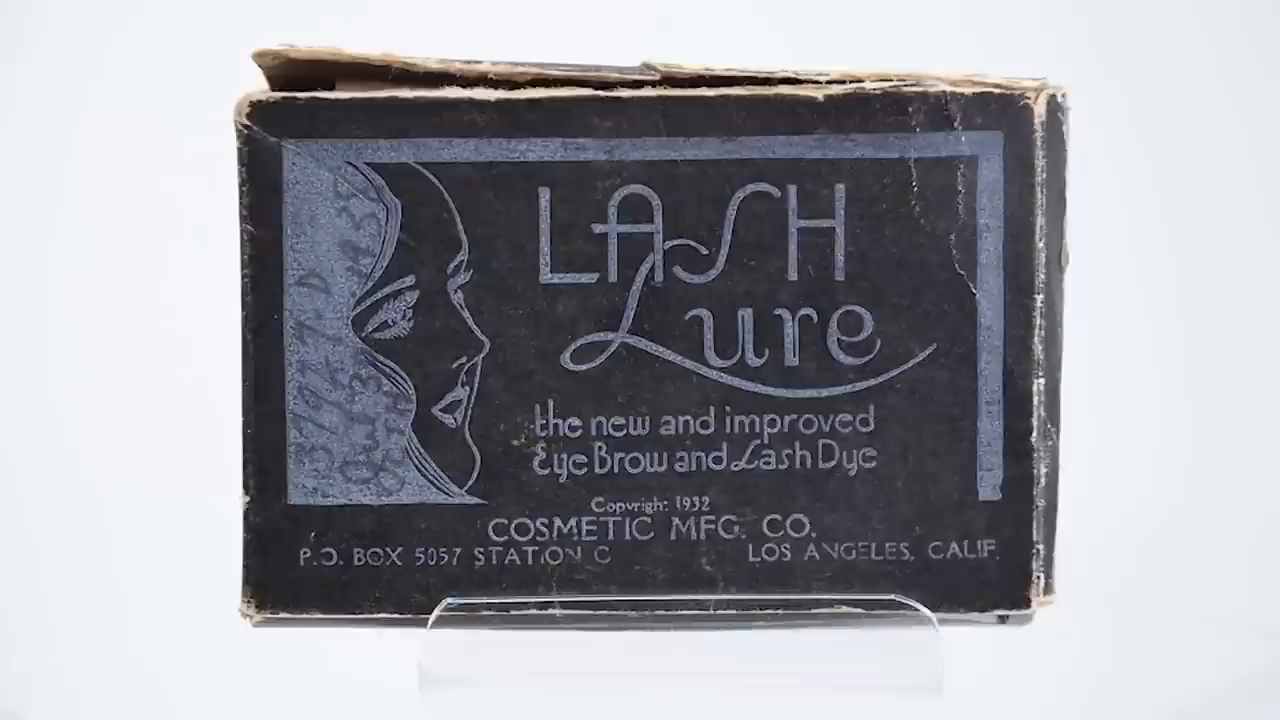 LASH
Lure
the new and improved
Eye Brow and Lash Dye
Copyright 1932
COSMETIC MFG. CO.
P.O. BOX 5057 STATION C
LOS ANGELES, CALIF.